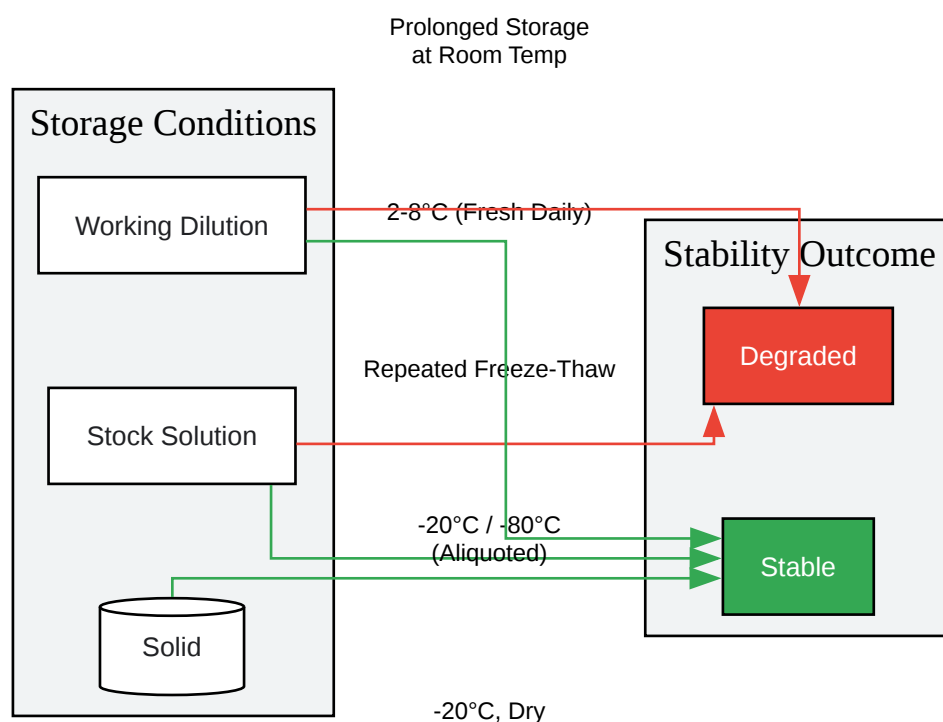 Prolonged Storage
at Room Temp
Storage Conditions
Working Dilution
2-8°C (Fresh Daily)
Stability Outcome
Degraded
Repeated Freeze-Thaw
Stock Solution
-20°C / -80°C
(Aliquoted)
Stable
Solid
-20°C, Dry